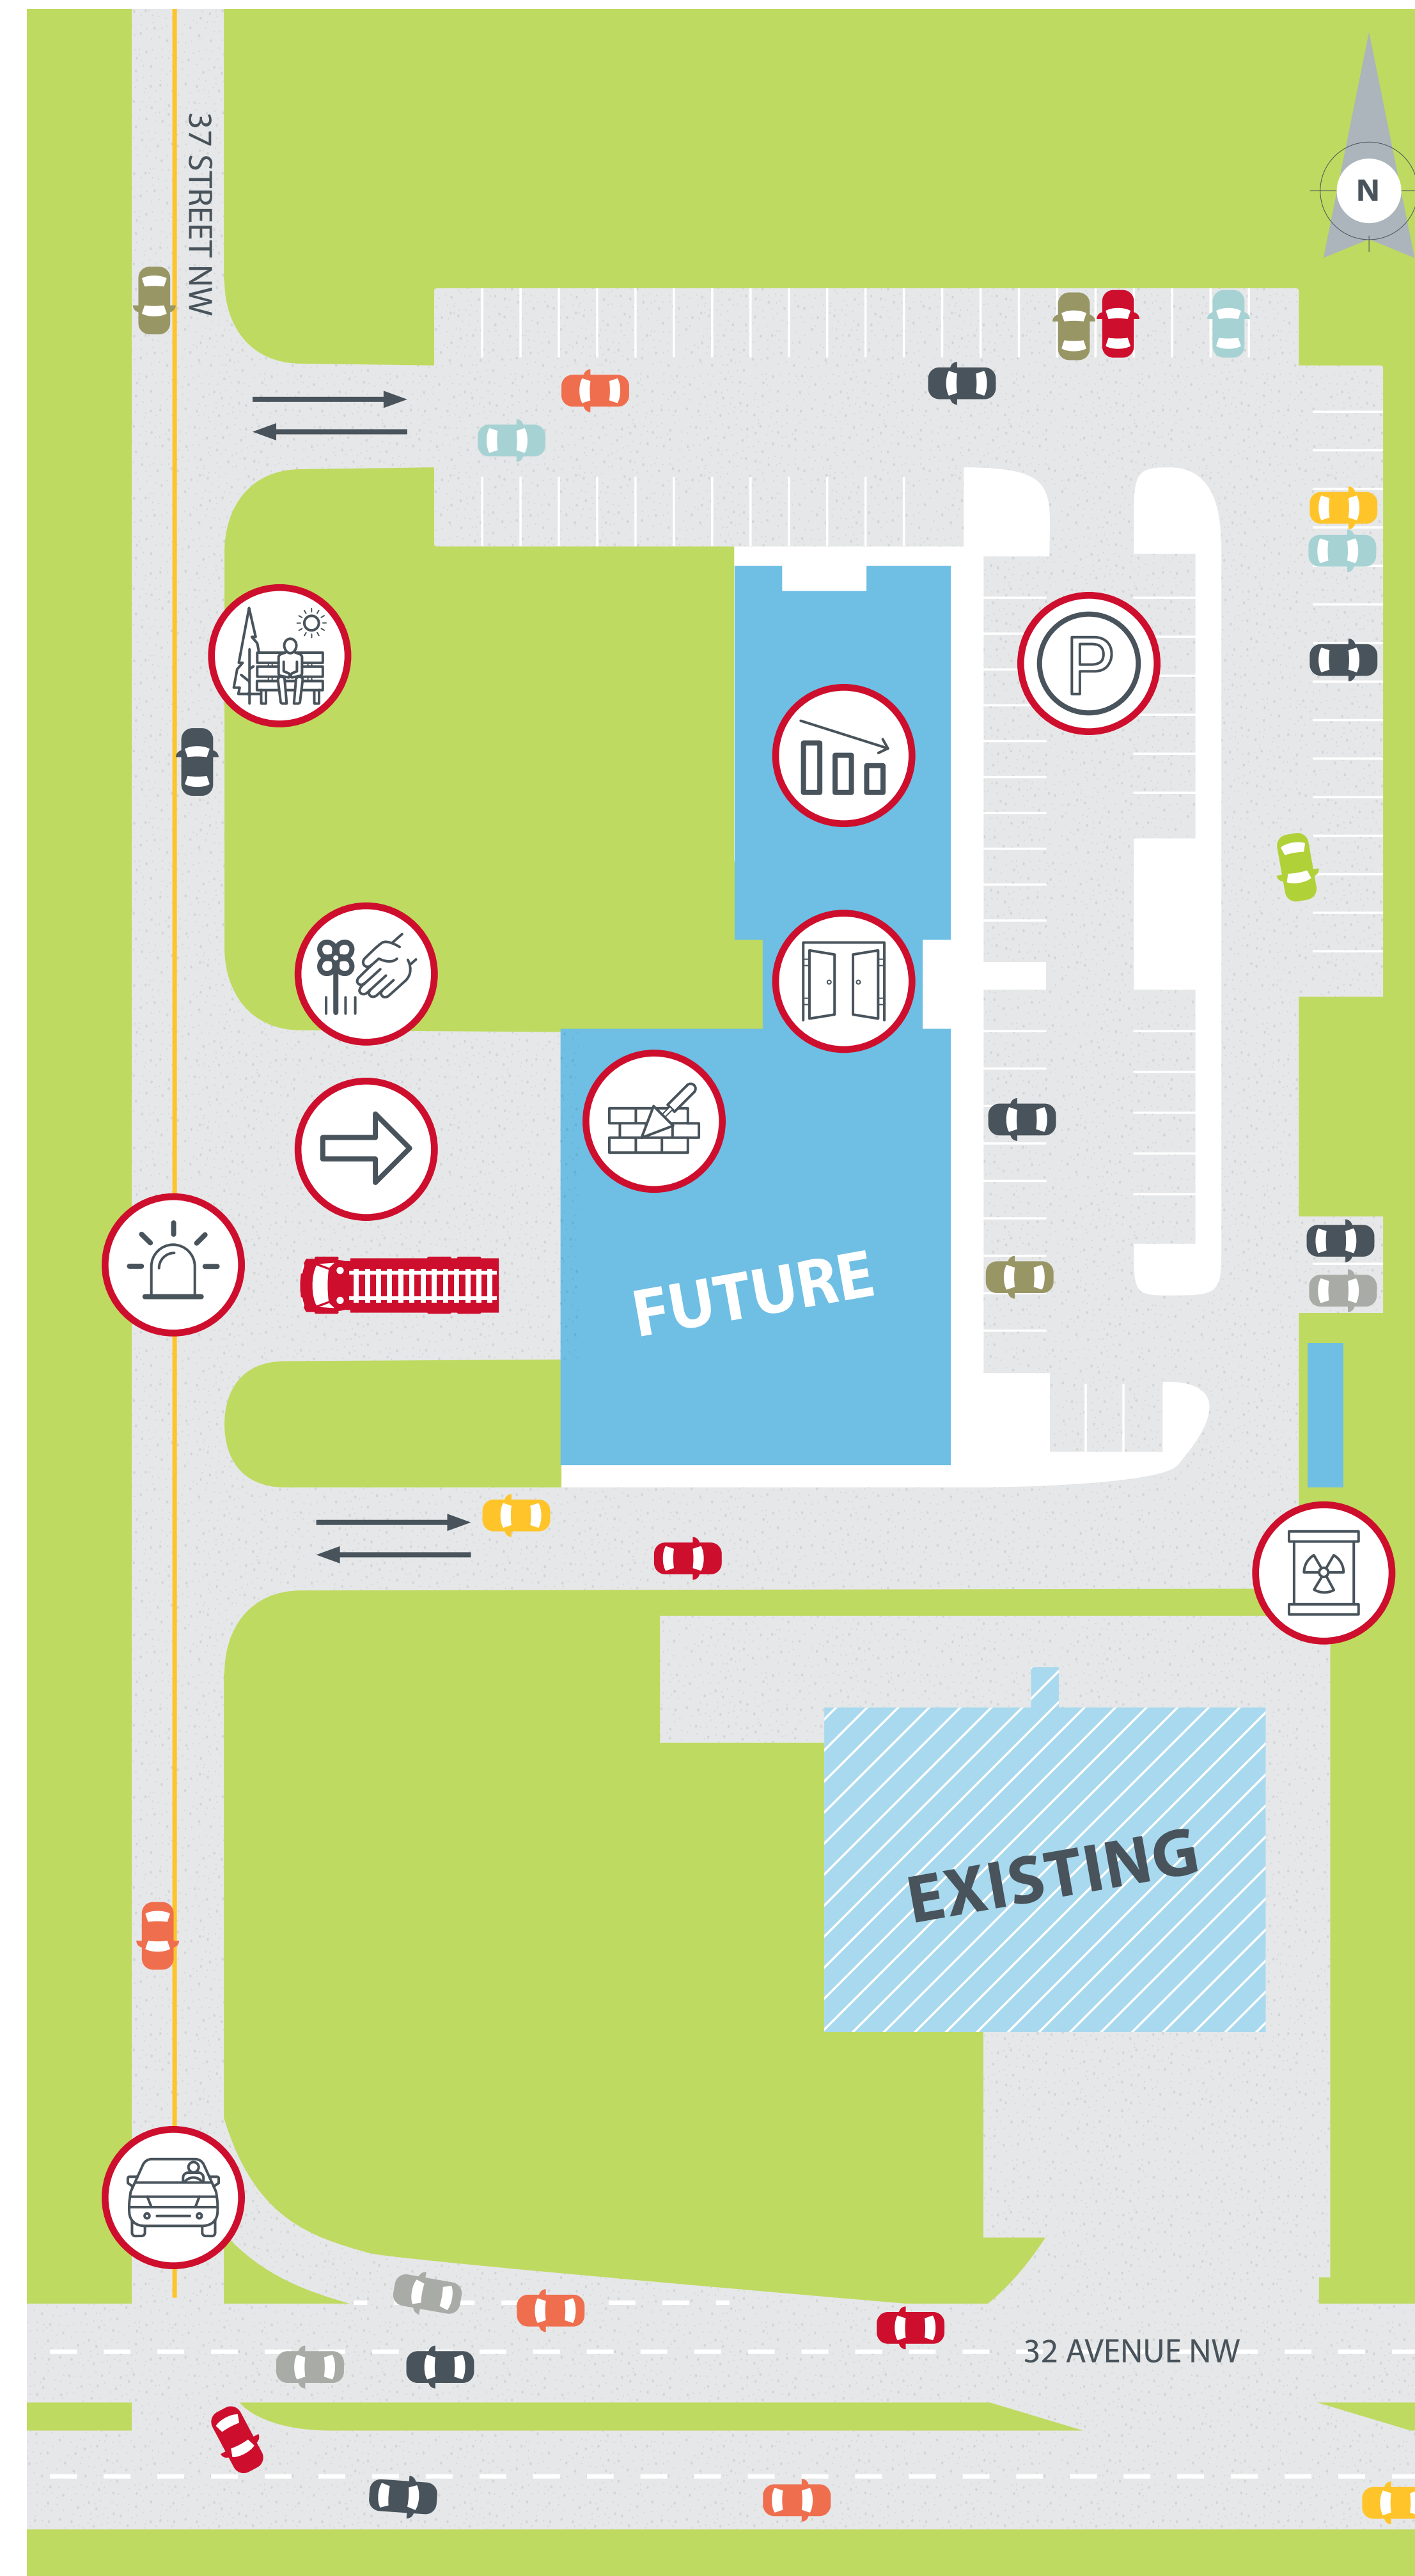 37 STREET NW
N
P
FUTURE
EXISTING
32 AVENUE NW